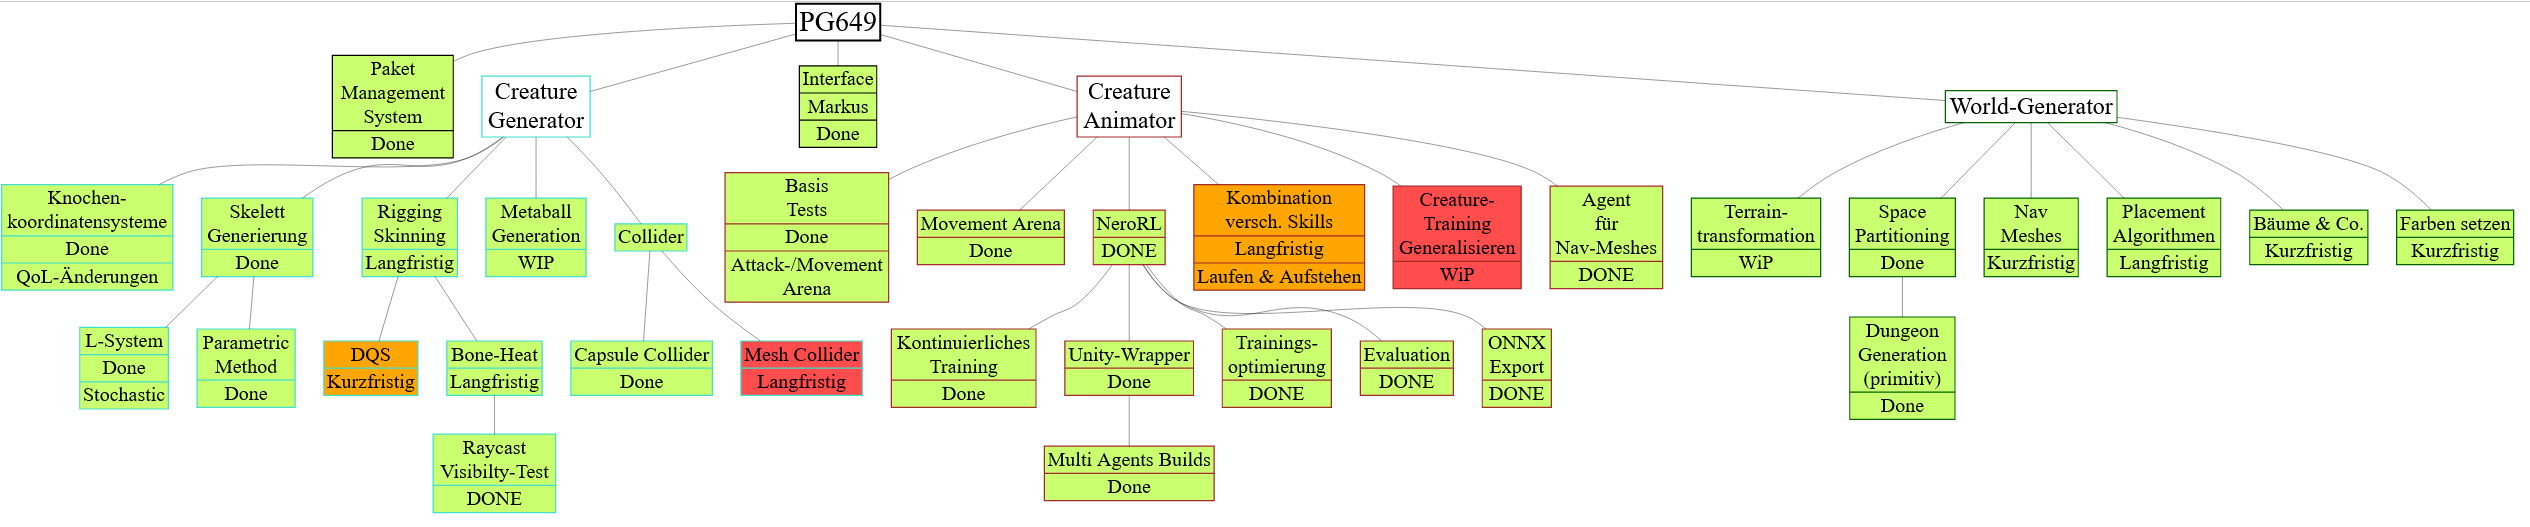 PG649
Paket
Management
System
Done
Creature
Generator
Interface
Markus
Done
Creature
Animator
World-Generator
Knochen-
koordinatensysteme
Done
QoL-Änderungen
Skelett
Generierung
Done
Rigging
Skinning
Langfristig
Metaball
Generation
WIP
Collider
Basis
Tests
Done
Attack-/Movement
Arena
Movement Arena
Done
NeroRL
DONE
Kombination
versch. Skills
Langfristig
Laufen & Aufstehen
Creature-
Training
Generalisieren
WiP
Agent
für
Nav-Meshes
DONE
Terrain-
transformation
WiP
Space
Partitioning
Done
Nav
Meshes
Kurzfristig
Placement
Algorithmen
Langfristig
Bäume & Co.
Kurzfristig
Farben setzen
Kurzfristig
L-System
Done
Stochastic
Parametric
Method
Done
DQS
Kurzfristig
Bone-Heat
Langfristig
Capsule Collider
Done
Mesh Collider
Langfristig
Kontinuierliches
Training
Done
Unity-Wrapper
Done
Trainings-
optimierung
DONE
Evaluation
DONE
ONNX
Export
DONE
Dungeon
Generation
(primitiv)
Done
Raycast
Visibilty-Test
DONE
Multi Agents Builds
Done